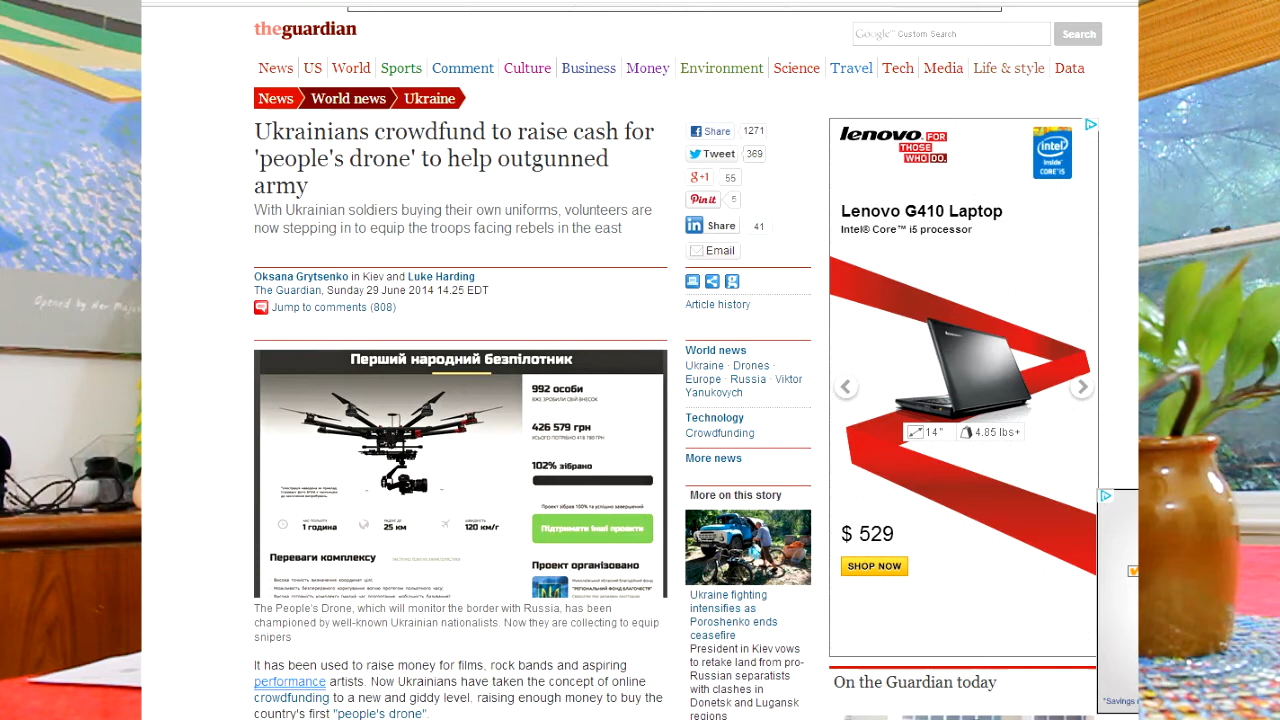 theguardian
Google™ Custom Search
Search
News US World Sports Comment Culture Business Money Environment Science Travel Tech Media Life & style Data
News World news Ukraine
Ukrainians crowdfund to raise cash for
'people's drone' to help outgunned
army
With Ukrainian soldiers buying their own uniforms, volunteers are
now stepping in to equip the troops facing rebels in the east
Oksana Grytsenko in Kiev and Luke Harding
The Guardian, Sunday 29 June 2014 14.25 EDT
Jump to comments (808)
Перший народний безпілотник
992 особи
ВЖЕ ЗРОБИЛИ СВІЙ ВНЕСОК
426 579 грн
102% зібрано
Проект зібрав 100% та успішно завершений
Підтримати інші проекти
1 година
25 км
120 км/г
Переваги комплексу
Проект організовано
The People's Drone, which will monitor the border with Russia, has been
championed by well-known Ukrainian nationalists. Now they are collecting to equip
snipers
It has been used to raise money for films, rock bands and aspiring
performance artists. Now Ukrainians have taken the concept of online
crowdfunding to a new and giddy level, raising enough money to buy the
country's first "people's drone".
Share 1271
Tweet 369
g+1 55
Pin it 5
in Share 41
Email
Article history
World news
Ukraine · Drones ·
Europe · Russia · Viktor
Yanukovych
Technology
Crowdfunding
More news
More on this story
Ukraine fighting
intensifies as
Poroshenko ends
ceasefire
President in Kiev vows
to retake land from pro-
Russian separatists
with clashes in
Donetsk and Lugansk
regions
lenovo FOR
THOSE
WHO DO.
intel
inside
CORE i5
Lenovo G410 Laptop
Intel® Core™ i5 processor
14"
4.85 lbs+
$ 529
SHOP NOW
On the Guardian today
*Savings
Opened by